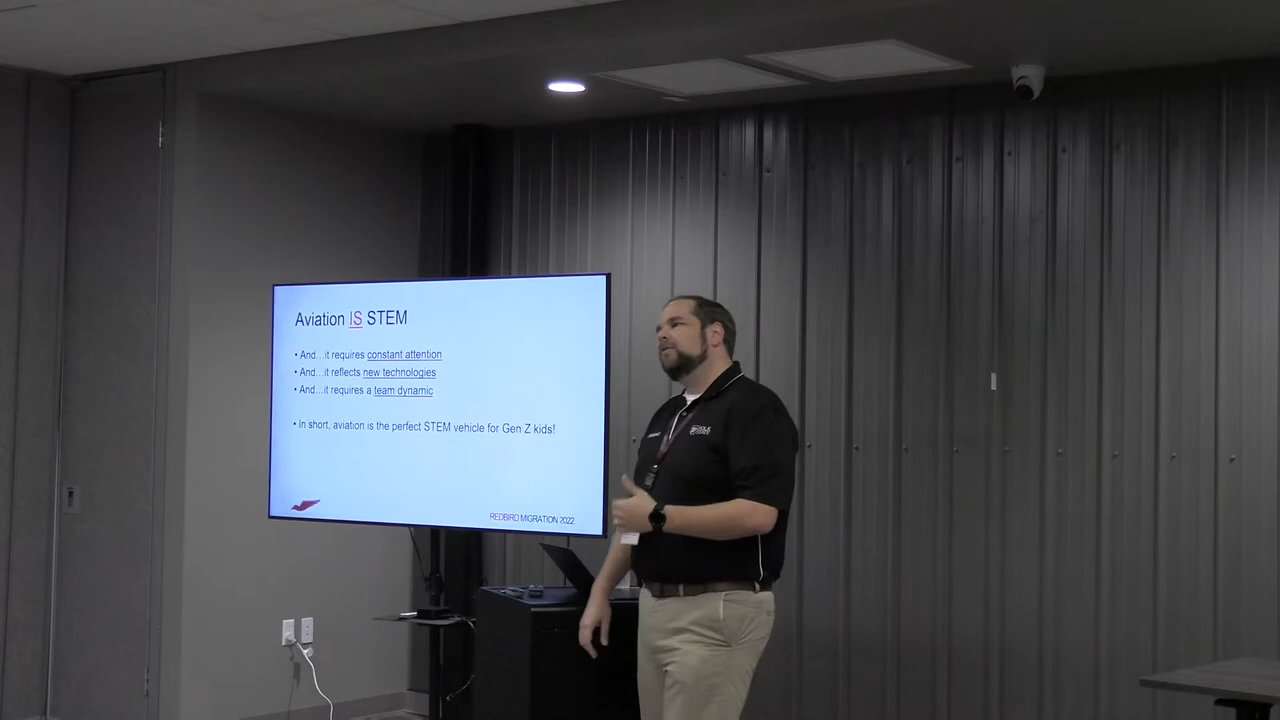 Aviation IS STEM
• And...it requires constant attention
• And...it reflects new technologies
• And...it requires a team dynamic
• In short, aviation is the perfect STEM vehicle for Gen Z kids!
REDBIRD MIGRATION 2022